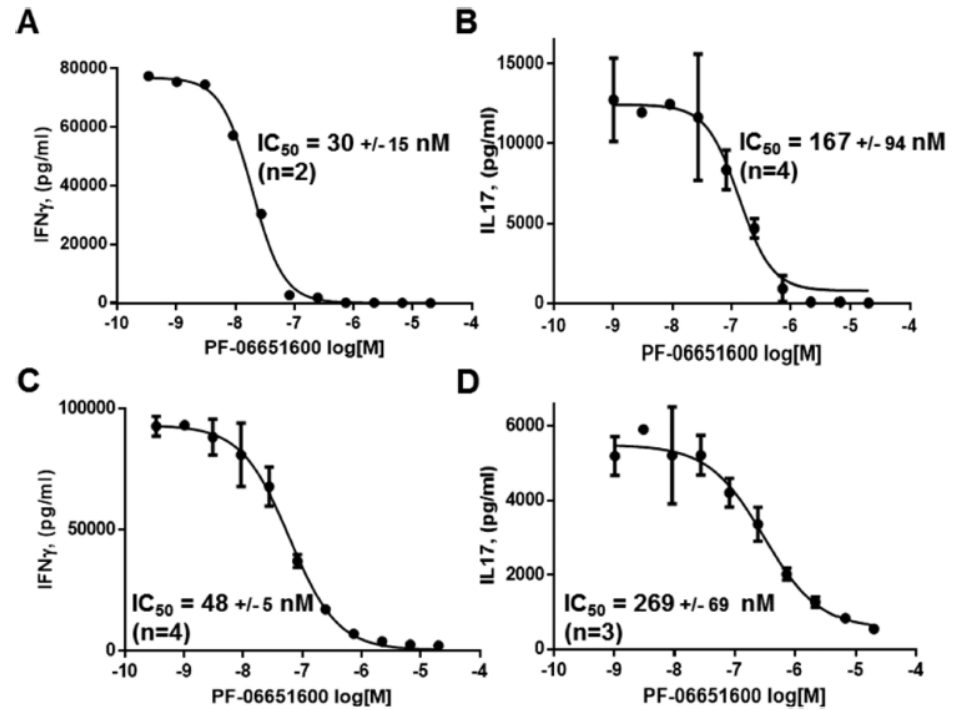 A
IFNγ, (pg/ml)
80000
60000
40000
20000
0
IC50 = 30 +/- 15 nM
(n=2)
-10 -9 -8 -7 -6 -5 -4
PF-06651600 log[M]
B
IL17, (pg/ml)
15000
10000
5000
0
IC50 = 167 +/- 94 nM
(n=4)
-10 -9 -8 -7 -6 -5 -4
PF-06651600 log[M]
C
IFNγ, (pg/ml)
100000
50000
0
IC50 = 48 +/- 5 nM
(n=4)
-10 -9 -8 -7 -6 -5 -4
PF-06651600 log[M]
D
IL17, (pg/ml)
6000
4000
2000
0
IC50 = 269 +/- 69 nM
(n=3)
-10 -9 -8 -7 -6 -5 -4
PF-06651600 log[M]